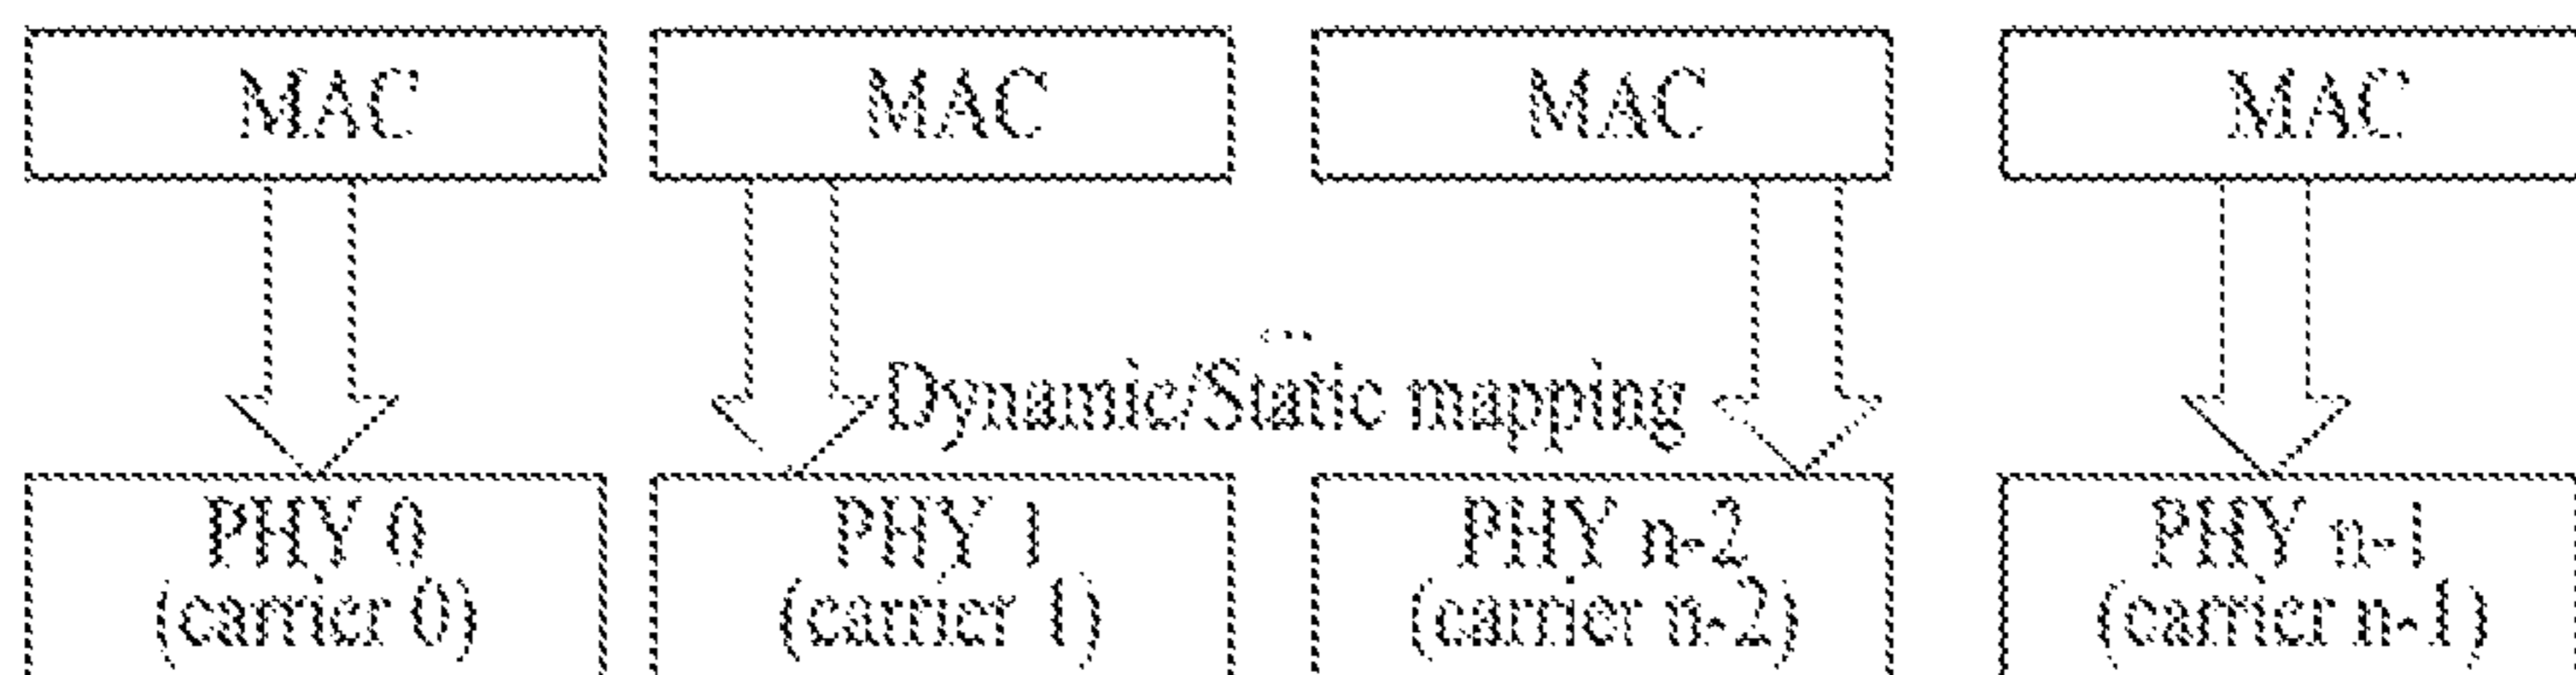 MAC MAC MAC MAC
...
Dynamic/Static mapping
PHY 0 PHY 1 PHY n-2 PHY n-1
(carrier 0) (carrier 1) (carrier n-2) (carrier n-1)